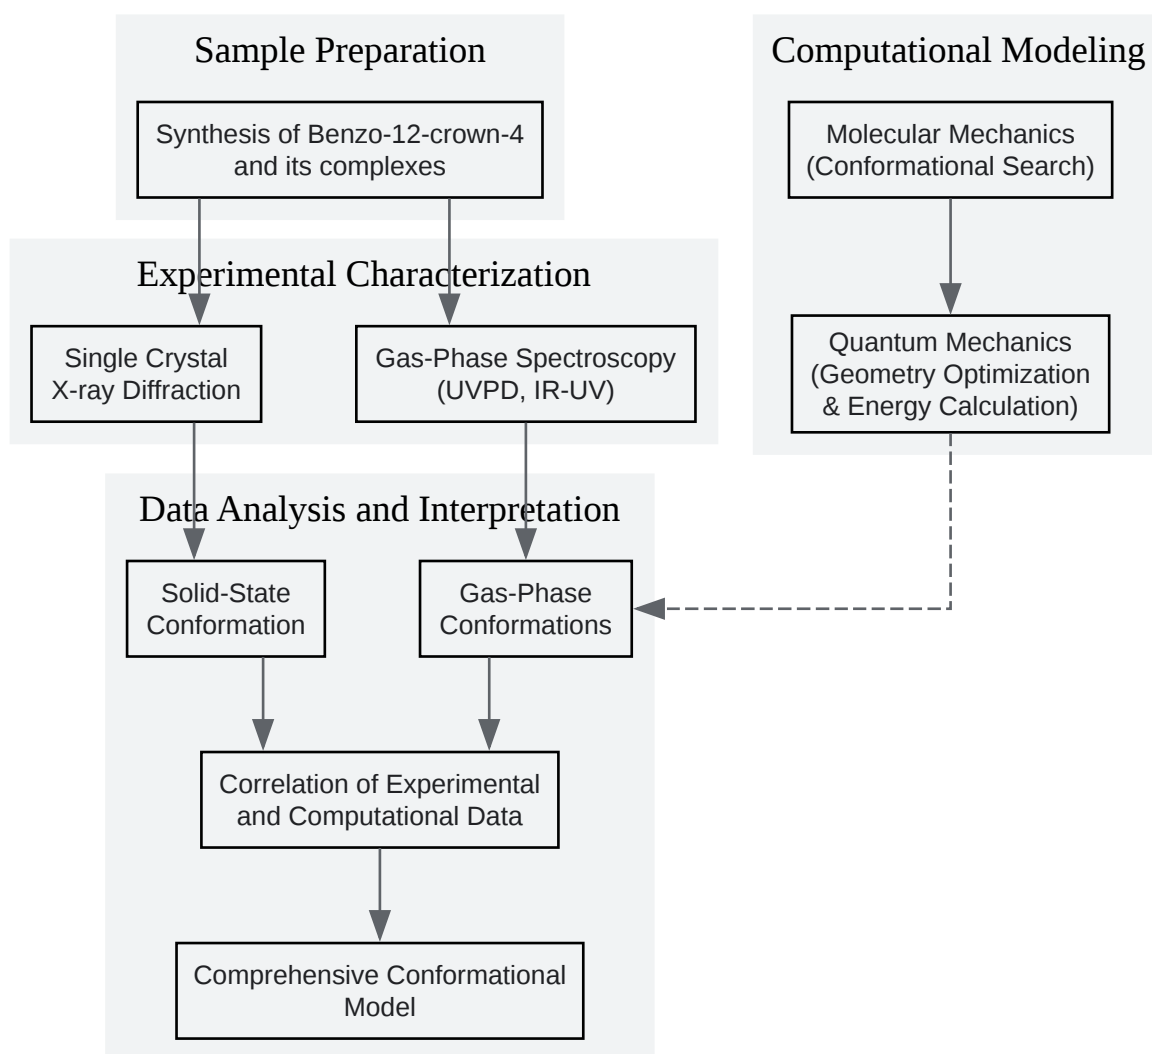 Sample Preparation
Synthesis of Benzo-12-crown-4
and its complexes
Computational Modeling
Molecular Mechanics
(Conformational Search)
Quantum Mechanics
(Geometry Optimization
& Energy Calculation)
Experimental Characterization
Single Crystal
X-ray Diffraction
Gas-Phase Spectroscopy
(UVPD, IR-UV)
Data Analysis and Interpretation
Solid-State
Conformation
Gas-Phase
Conformations
Correlation of Experimental
and Computational Data
Comprehensive Conformational
Model